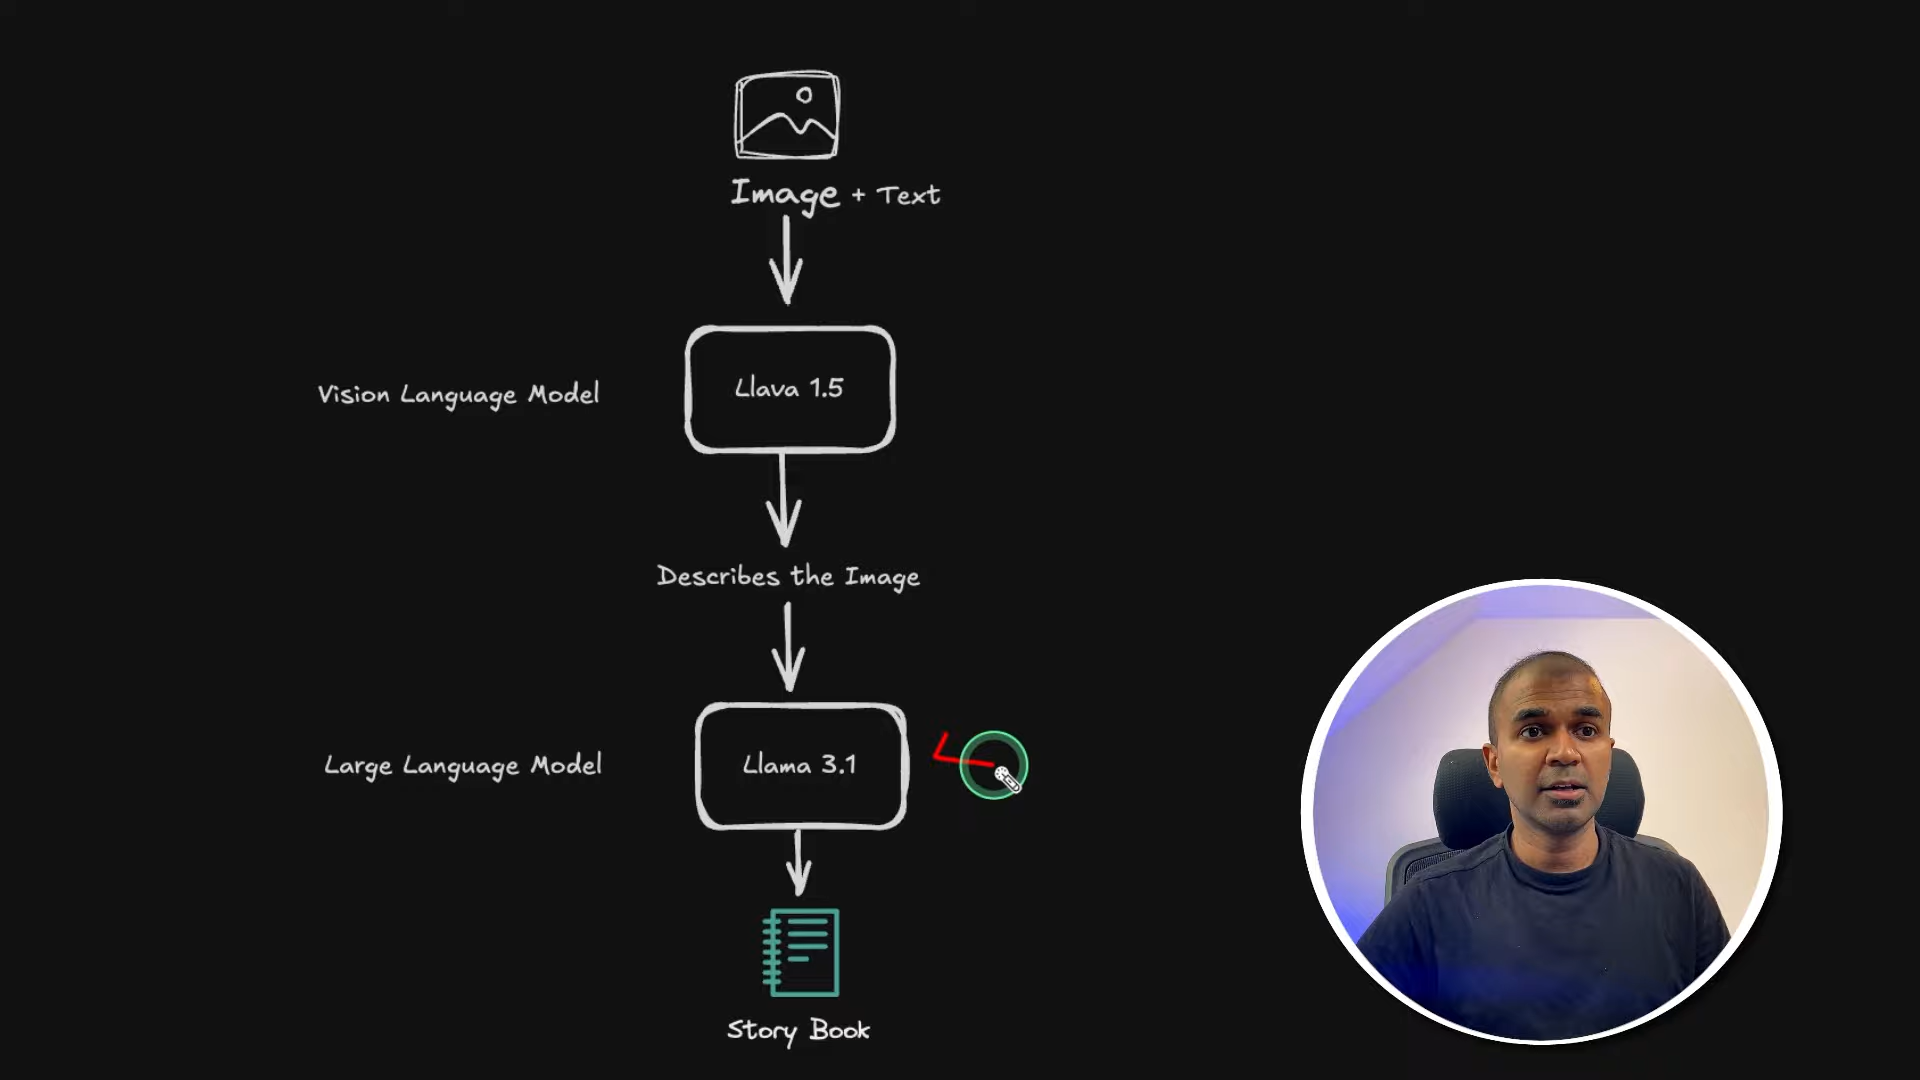 Image + Text
Vision Language Model
Llava 1.5
Describes the Image
Large Language Model
Llama 3.1
Story Book